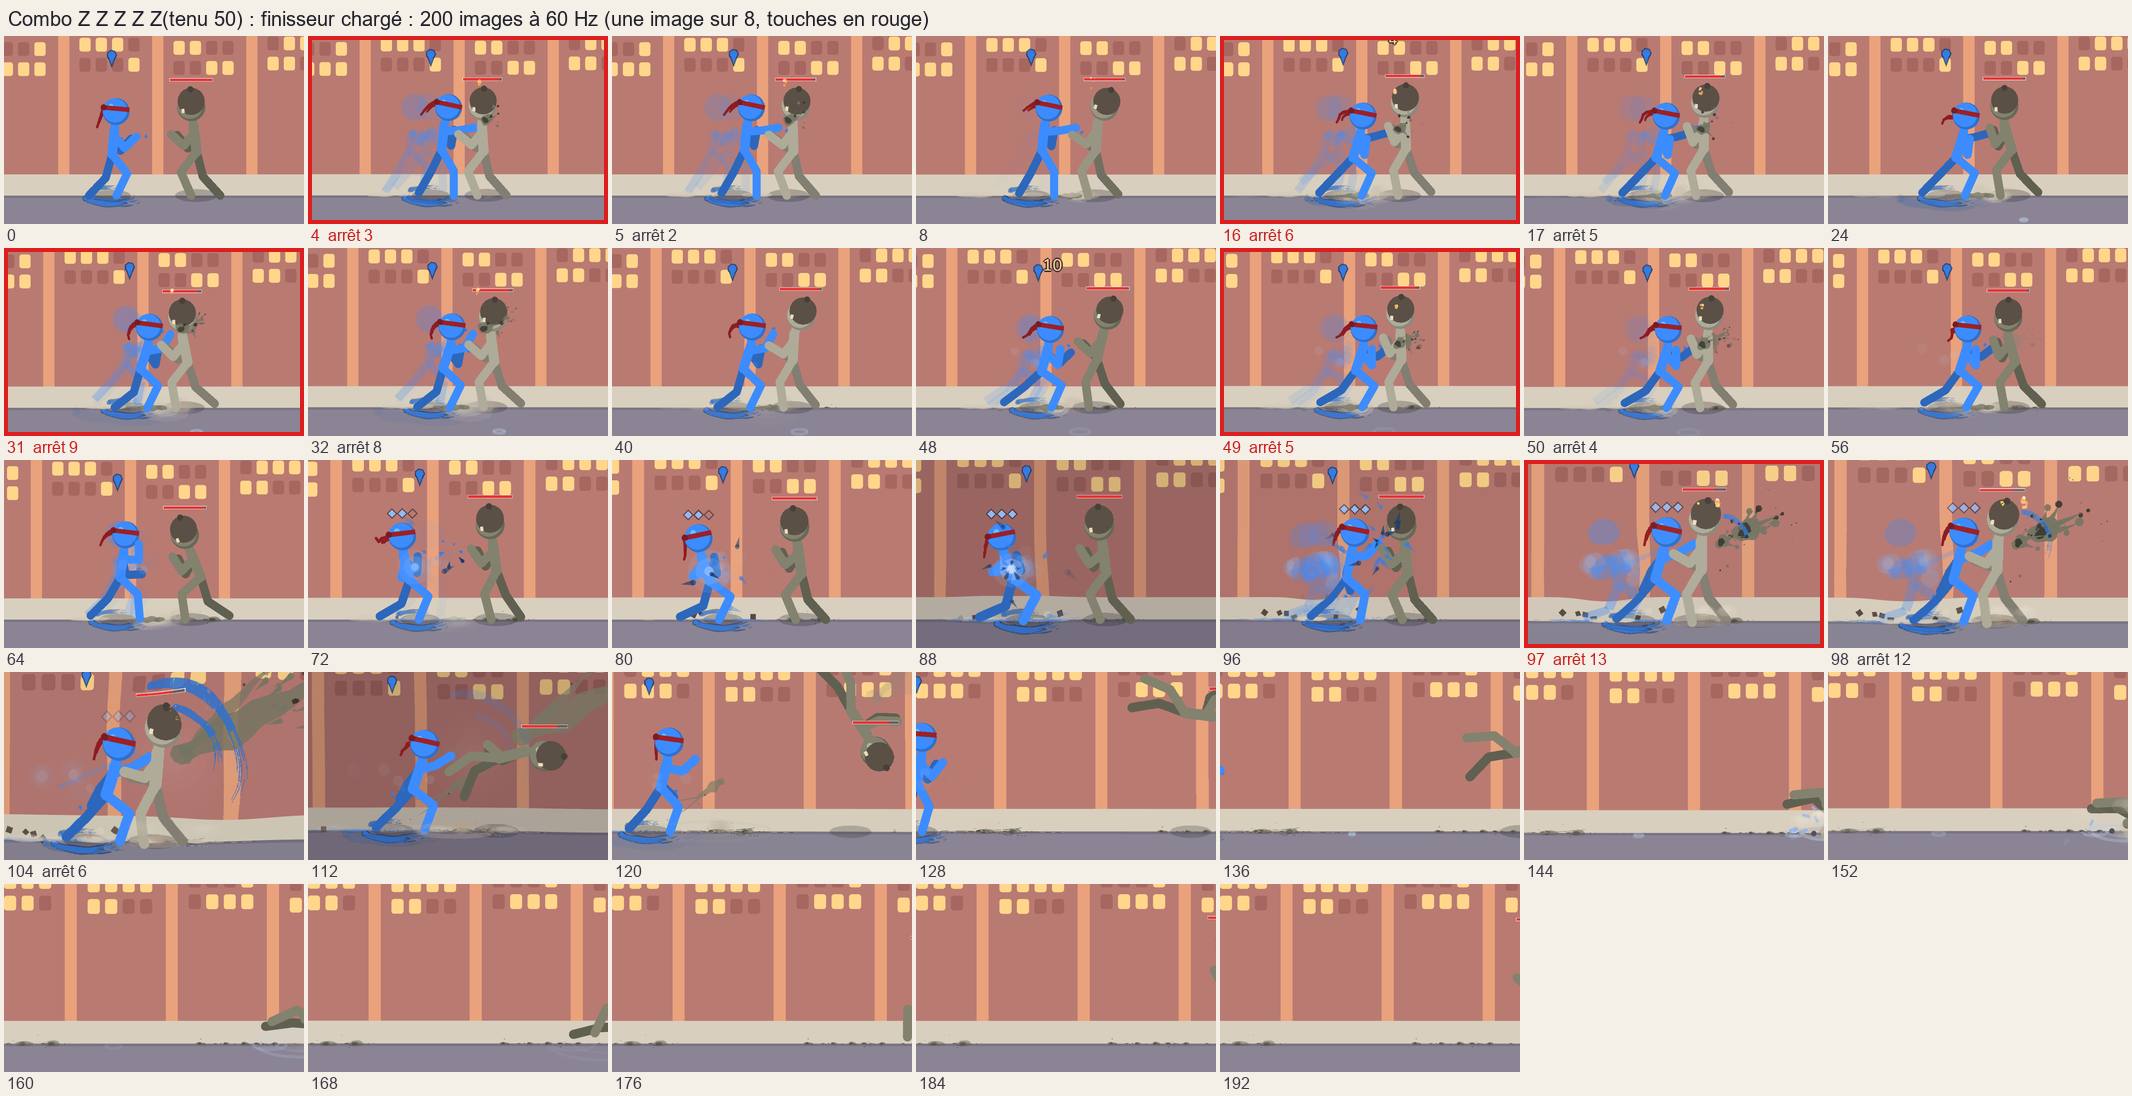 Combo Z Z Z Z Z(tenu 50) : finisseur chargé : 200 images à 60 Hz (une image sur 8, touches en rouge)
0
4 arrêt 3
5 arrêt 2
8
16 arrêt 6
17 arrêt 5
24
10
31 arrêt 9
32 arrêt 8
40
48
49 arrêt 5
50 arrêt 4
56
64
72
80
88
96
97 arrêt 13
98 arrêt 12
104 arrêt 6
112
120
128
136
144
152
160
168
176
184
192